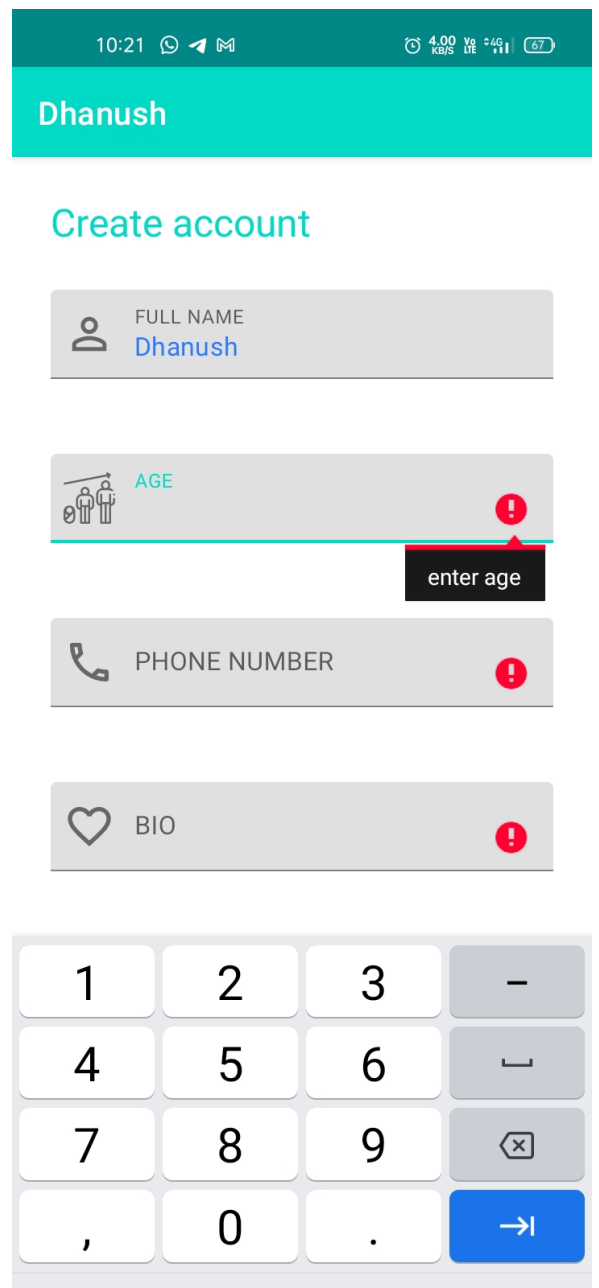 10:21 4.00 KB/S Vo LTE 4G 67
Dhanush
Create account
FULL NAME
Dhanush
AGE
enter age
PHONE NUMBER
BIO
1 2 3 –
4 5 6
7 8 9
, 0 .